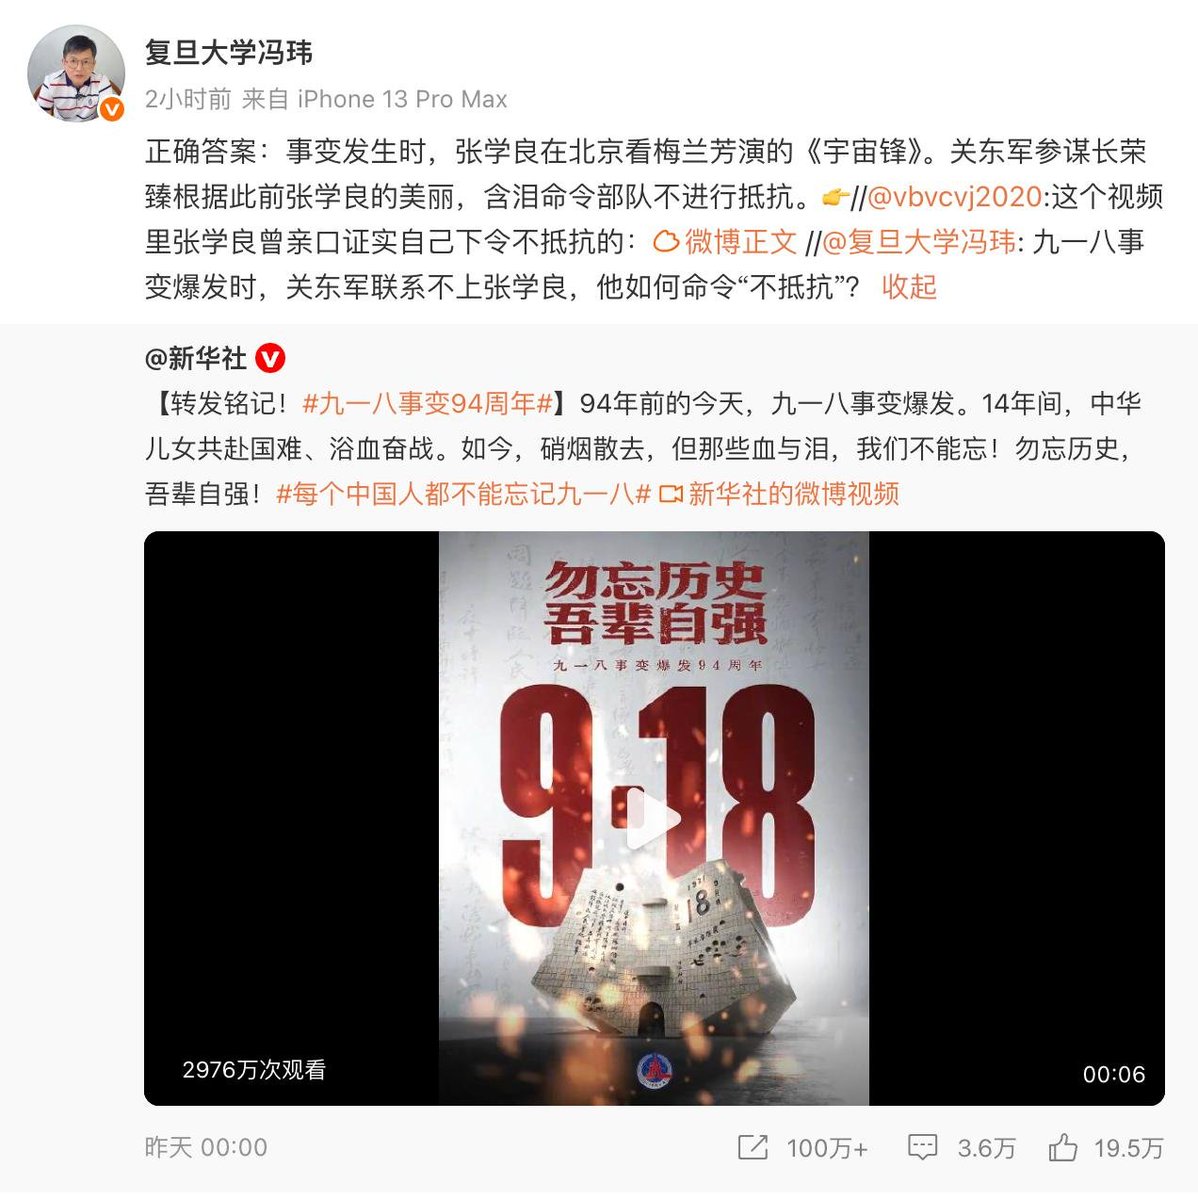 复旦大学冯玮
2小时前 来自 iPhone 13 Pro Max
正确答案：事变发生时，张学良在北京看梅兰芳演的《宇宙锋》。关东军参谋长荣
臻根据此前张学良的美丽，含泪命令部队不进行抵抗。👉//@vbvcvj2020:这个视频
里张学良曾亲口证实自己下令不抵抗的：微博正文 //@复旦大学冯玮: 九一八事
变爆发时，关东军联系不上张学良，他如何命令“不抵抗”？ 收起
@新华社
【转发铭记！#九一八事变94周年#】94年前的今天，九一八事变爆发。14年间，中华
儿女共赴国难、浴血奋战。如今，硝烟散去，但那些血与泪，我们不能忘！勿忘历史，
吾辈自强！#每个中国人都不能忘记九一八# 新华社的微博视频
勿忘历史
吾辈自强
九一八事变爆发94周年
9·18
18
2976万次观看
00:06
昨天 00:00
100万+
3.6万
19.5万